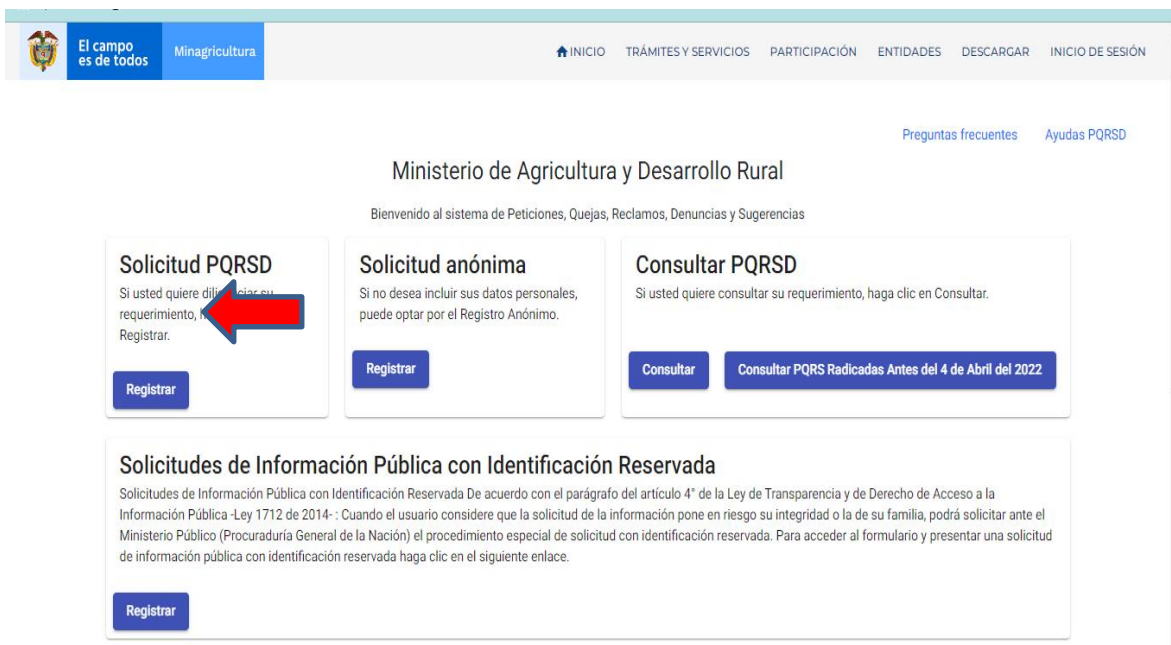 El campo
es de todos
Minagricultura
INICIO TRÁMITES Y SERVICIOS PARTICIPACIÓN ENTIDADES DESCARGAR INICIO DE SESIÓN
Preguntas frecuentes Ayudas PQRSD
Ministerio de Agricultura y Desarrollo Rural
Bienvenido al sistema de Peticiones, Quejas, Reclamos, Denuncias y Sugerencias
Solicitud PQRSD
Si usted quiere diligenciar su
requerimiento,
Registrar.
Registrar
Solicitud anónima
Si no desea incluir sus datos personales,
puede optar por el Registro Anónimo.
Registrar
Consultar PQRSD
Si usted quiere consultar su requerimiento, haga clic en Consultar.
Consultar
Consultar PQRS Radicadas Antes del 4 de Abril del 2022
Solicitudes de Información Pública con Identificación Reservada
Solicitudes de Información Pública con Identificación Reservada De acuerdo con el parágrafo del artículo 4° de la Ley de Transparencia y de Derecho de Acceso a la
Información Pública -Ley 1712 de 2014- : Cuando el usuario considere que la solicitud de la información pone en riesgo su integridad o la de su familia, podrá solicitar ante el
Ministerio Público (Procuraduría General de la Nación) el procedimiento especial de solicitud con identificación reservada. Para acceder al formulario y presentar una solicitud
de información pública con identificación reservada haga clic en el siguiente enlace.
Registrar